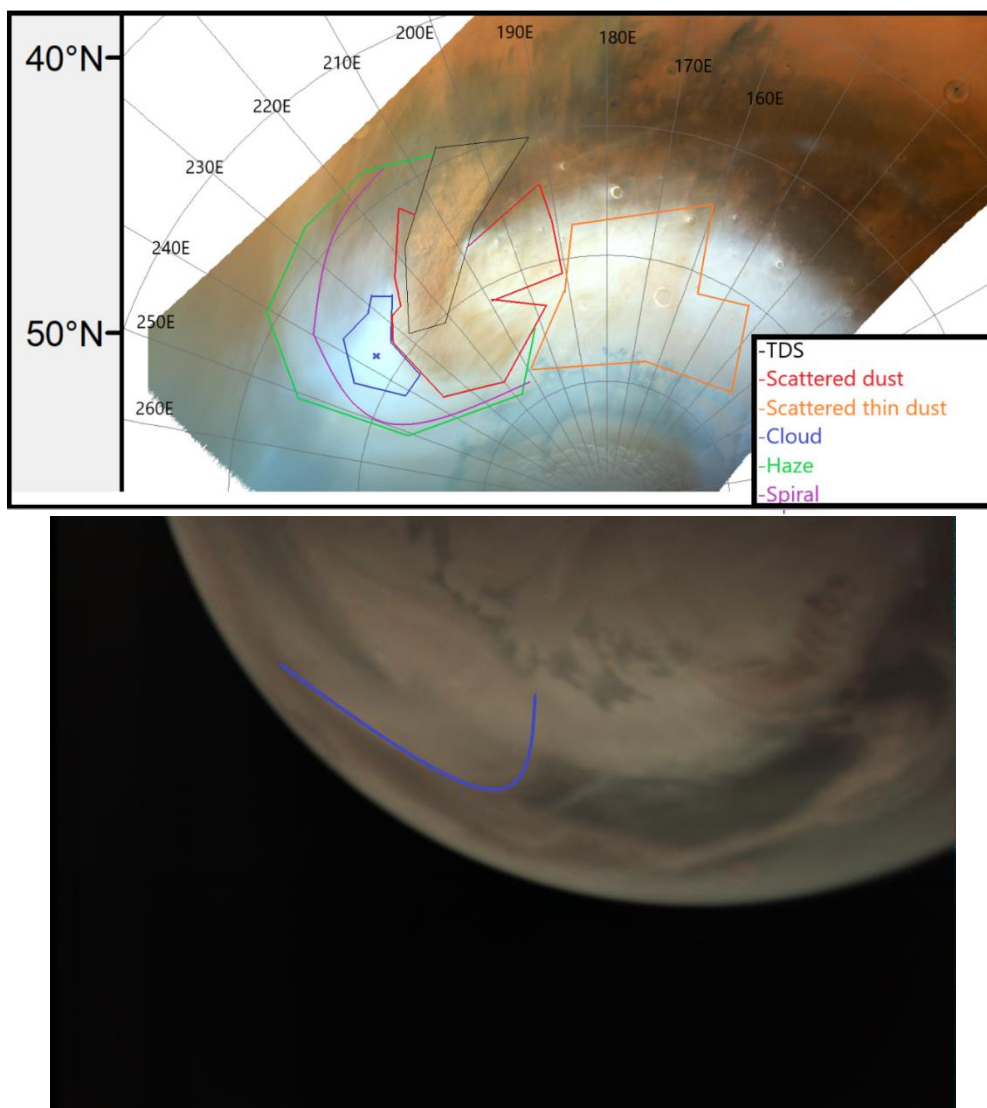 40°N
200E
190E
180E
210E
170E
220E
160E
230E
240E
50°N
250E
260E
-TDS
-Scattered dust
-Scattered thin dust
-Cloud
-Haze
-Spiral